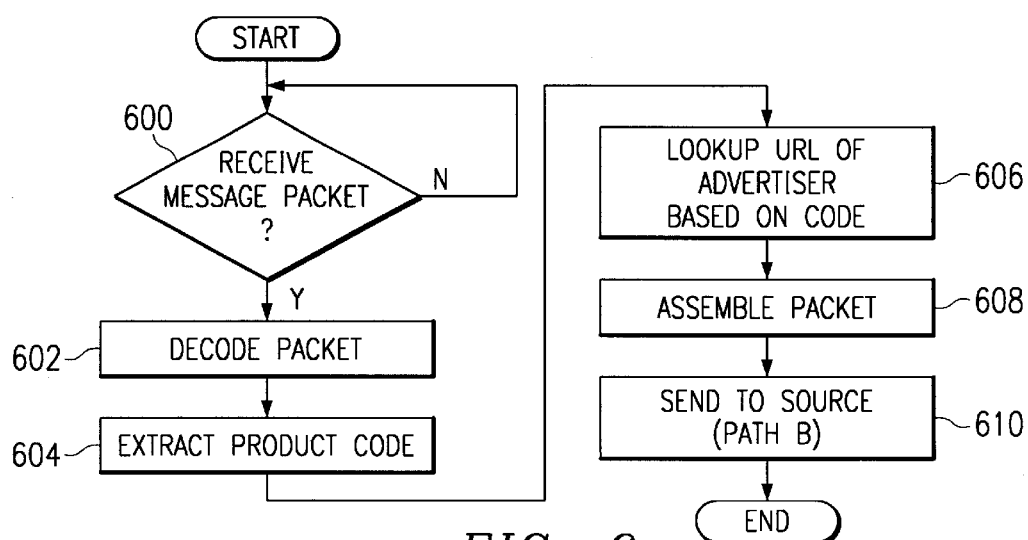 START
600
RECEIVE
MESSAGE PACKET
?
N
Y
602
DECODE PACKET
604
EXTRACT PRODUCT CODE
LOOKUP URL OF
ADVERTISER
BASED ON CODE
606
ASSEMBLE PACKET
608
SEND TO SOURCE
(PATH B)
610
END
FIG.